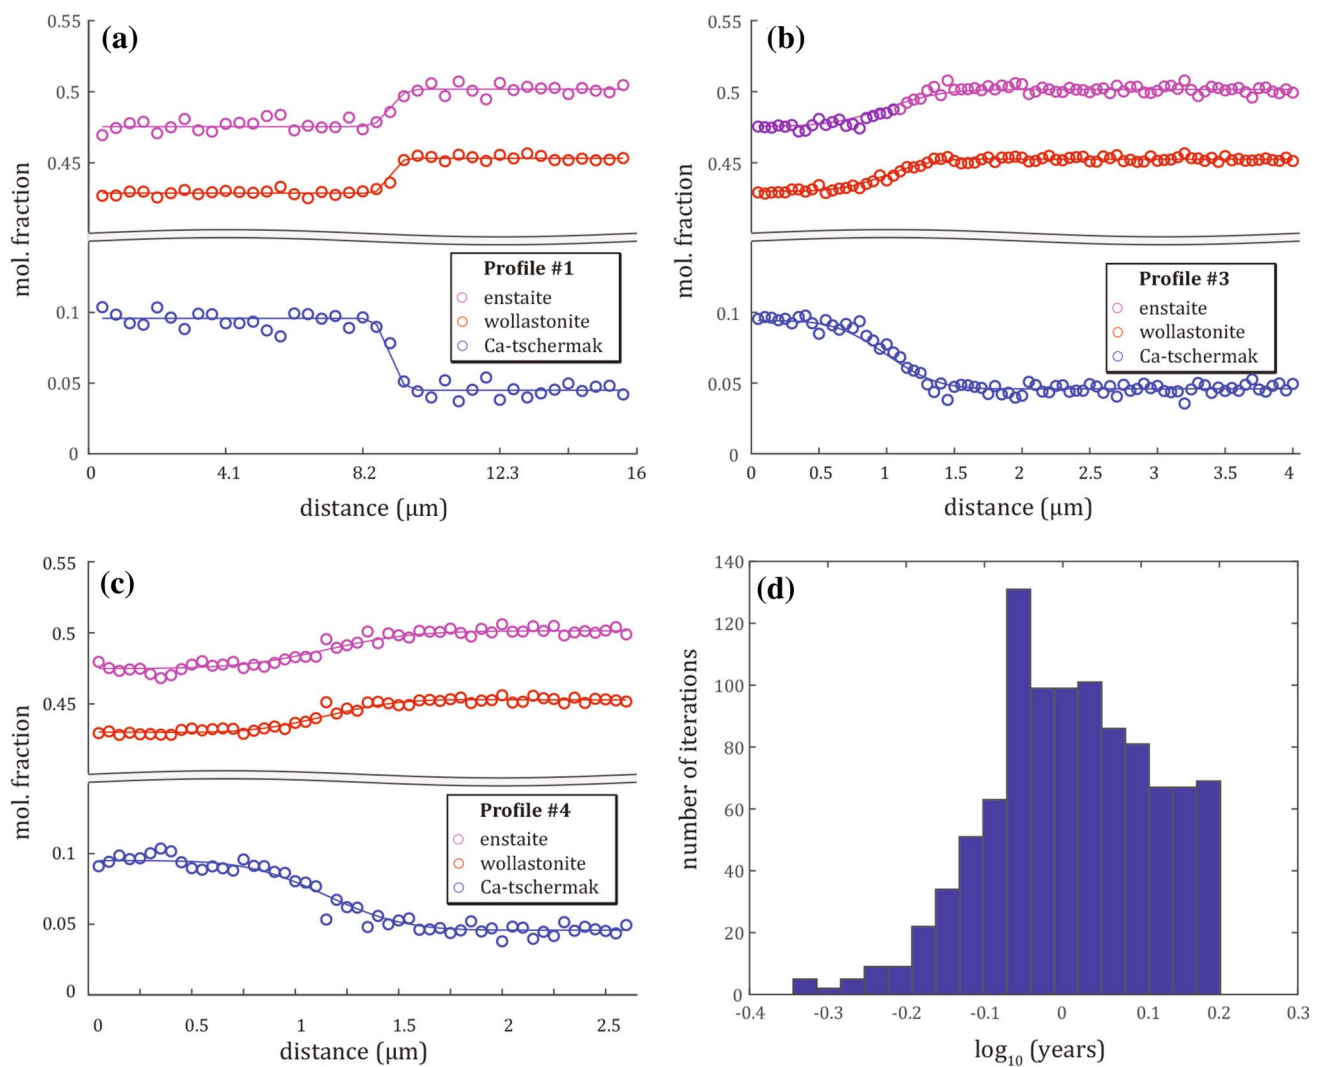 (a)
0.55
0.5
0.45
0.1
0.05
0
mol. fraction
Profile #1
enstaite
wollastonite
Ca-tschermak
0 4.1 8.2 12.3 16
distance (μm)
(b)
0.55
0.5
0.45
0.1
0.05
0
mol. fraction
Profile #3
enstaite
wollastonite
Ca-tschermak
0 0.5 1 1.5 2 2.5 3 3.5 4
distance (μm)
(c)
0.55
0.5
0.45
0.1
0.05
0
mol. fraction
Profile #4
enstaite
wollastonite
Ca-tschermak
0 0.5 1 1.5 2 2.5
distance (μm)
(d)
140
120
100
80
60
40
20
0
number of iterations
-0.4 -0.3 -0.2 -0.1 0 0.1 0.2 0.3
log10 (years)